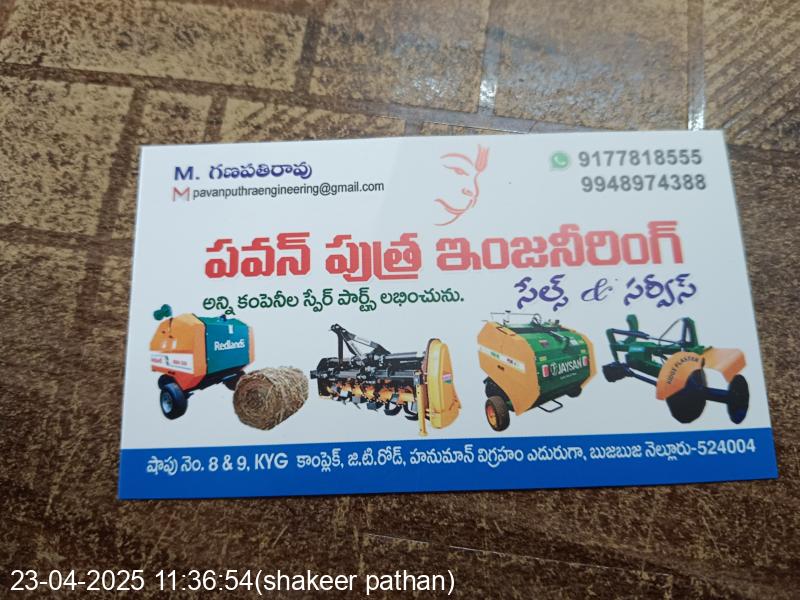 M. గణపతిరావు
pavanputhraengineering@gmail.com
9177818555
9948974388
పవన్ పుత్ర ఇంజనీరింగ్
సేల్స్ & సర్వీస్
అన్ని కంపెనీల స్పేర్ పార్ట్స్ లభించును.
Redlands
JAYSAN
షాపు నెం. 8 & 9, KYG కాంప్లెక్, జి.టి.రోడ్, హనుమాన్ విగ్రహం ఎదురుగా, బుజబుజ నెల్లూరు-524004
23-04-2025 11:36:54(shakeer pathan)